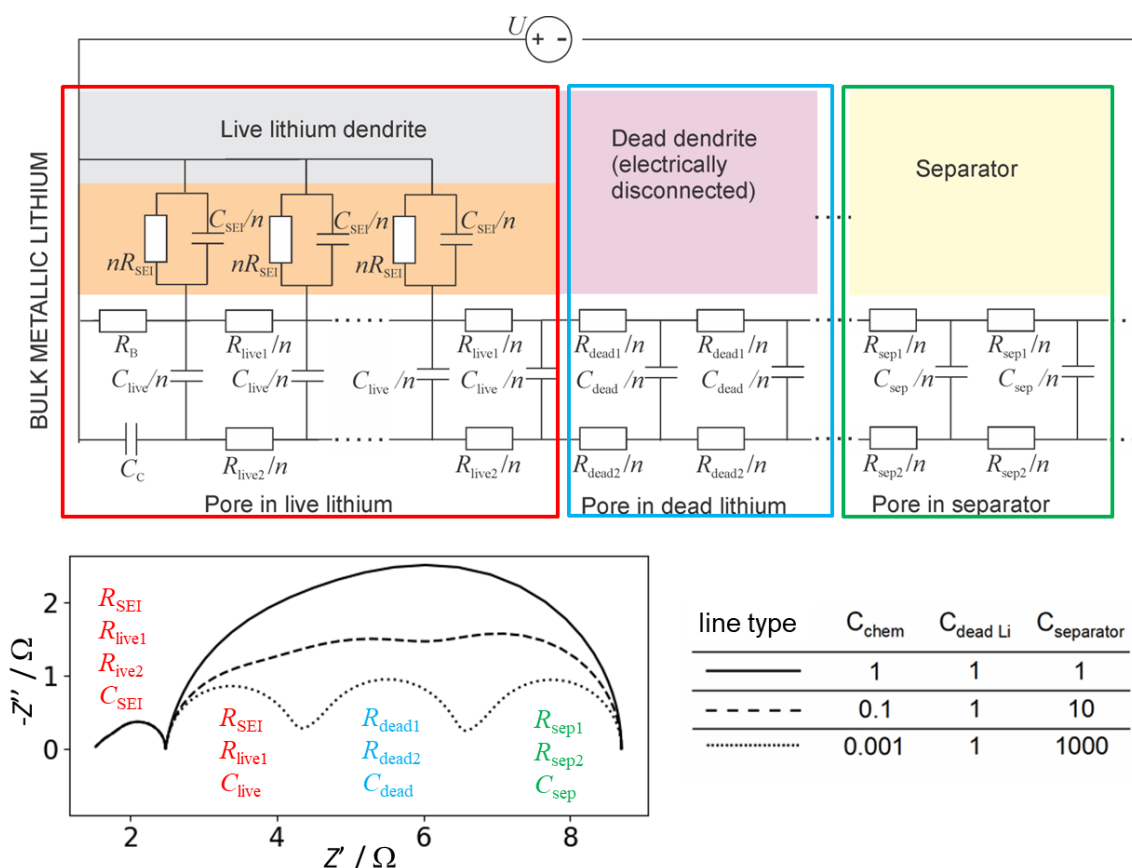 U
+ -
BULK METALLIC LITHIUM
Live lithium dendrite
Dead dendrite
(electrically
disconnected)
Separator
C_SEI/n C_SEI/n C_SEI/n
nR_SEI nR_SEI nR_SEI
R_B R_live1/n R_live1/n R_dead1/n R_dead1/n R_sep1/n R_sep1/n
C_live/n C_live/n C_live/n C_live/n C_dead/n C_dead/n C_sep/n C_sep/n
C_C R_live2/n R_live2/n R_dead2/n R_dead2/n R_sep2/n R_sep2/n
Pore in live lithium
Pore in dead lithium
Pore in separator
-Z″ / Ω
2
1
0
R_SEI
R_live1
R_ive2
C_SEI
R_SEI R_dead1 R_sep1
R_live1 R_dead2 R_sep2
C_live C_dead C_sep
2 4 6 8
Z′ / Ω
line type C_chem C_dead Li C_separator
1 1 1
0.1 1 10
0.001 1 1000